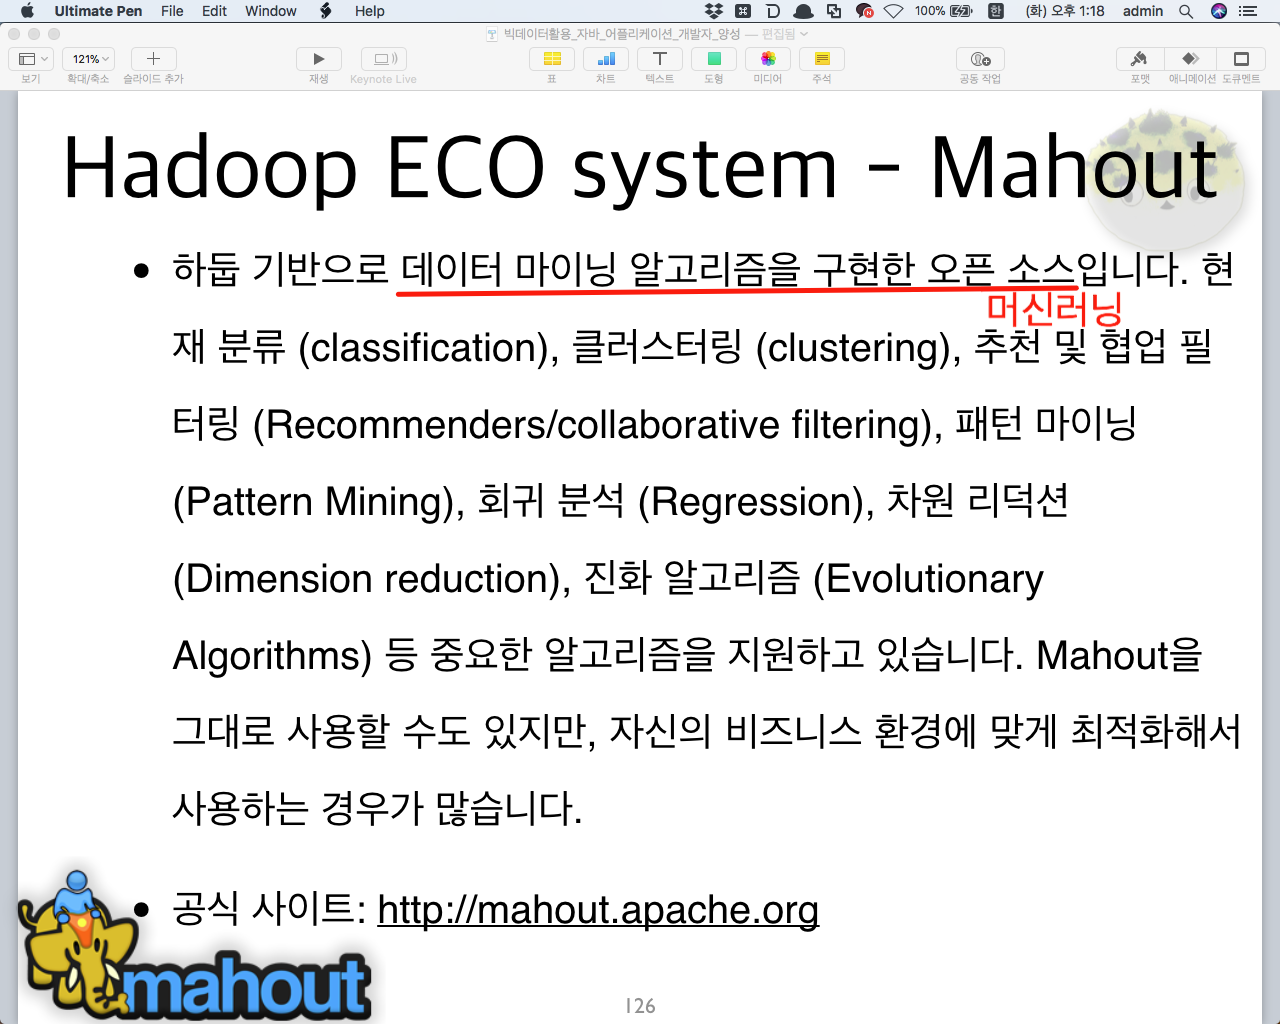 Ultimate Pen File Edit Window Help 100% 한 (화) 오후 1:18 admin
빅데이터활용_자바_어플리케이션_개발자_양성 — 편집됨
121%
보기 확대/축소 슬라이드 추가 재생 Keynote Live 표 차트 텍스트 도형 미디어 주석 공동 작업 포맷 애니메이션 도큐멘트
Hadoop ECO system - Mahout
• 하둡 기반으로 데이터 마이닝 알고리즘을 구현한 오픈 소스입니다. 현
머신러닝
재 분류 (classification), 클러스터링 (clustering), 추천 및 협업 필
터링 (Recommenders/collaborative filtering), 패턴 마이닝
(Pattern Mining), 회귀 분석 (Regression), 차원 리덕션
(Dimension reduction), 진화 알고리즘 (Evolutionary
Algorithms) 등 중요한 알고리즘을 지원하고 있습니다. Mahout을
그대로 사용할 수도 있지만, 자신의 비즈니스 환경에 맞게 최적화해서
사용하는 경우가 많습니다.
• 공식 사이트: http://mahout.apache.org
mahout
126